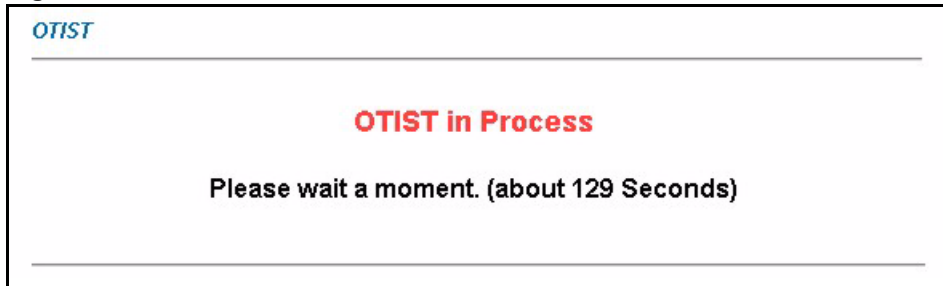 OTIST
OTIST in Process
Please wait a moment. (about 129 Seconds)